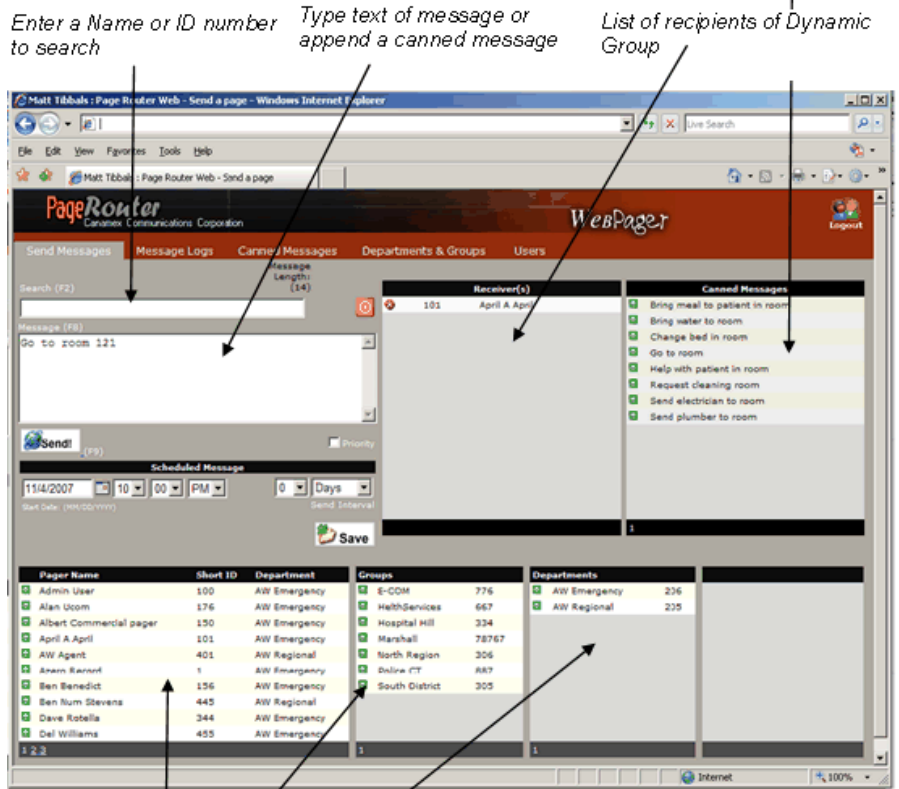 Enter a Name or ID number
to search
Type text of message or
append a canned message
List of recipients of Dynamic
Group
Matt Tibbals : Page Router Web - Send a page - Windows Internet Explorer
Live Search
File Edit View Favorites Tools Help
Matt Tibbals : Page Router Web - Send a page
PageRouter
Canamex Communications Corporation
WebPager
Logout
Send Messages Message Logs Canned Messages Departments & Groups Users
Message
Length:
(14)
Search (F2)
Message (F8)
Go to room 121
Send!
(F9)
Priority
Scheduled Message
11/4/2007 10 00 PM 0 Days
Start Date: (MM/DD/YYYY) Send Interval
Save
Receiver(s)
101 April A April
Canned Messages
Bring meal to patient in room
Bring water to room
Change bed in room
Go to room
Help with patient in room
Request cleaning room
Send electrician to room
Send plumber to room
1
Pager Name Short ID Department
Admin User 100 AW Emergency
Alan Ucom 176 AW Emergency
Albert Commercial pager 150 AW Emergency
April A April 101 AW Emergency
AW Agent 401 AW Regional
Azern Record 1 AW Emergency
Ben Benedict 156 AW Emergency
Ben Num Stevens 445 AW Regional
Dave Rotella 344 AW Emergency
Del Williams 455 AW Emergency
1 2 3
Groups
E-COM 776
HelthServices 667
Hospital Hill 334
Marshall 78767
North Region 306
Police CT 887
South District 305
1
Departments
AW Emergency 236
AW Regional 235
1
Internet 100%